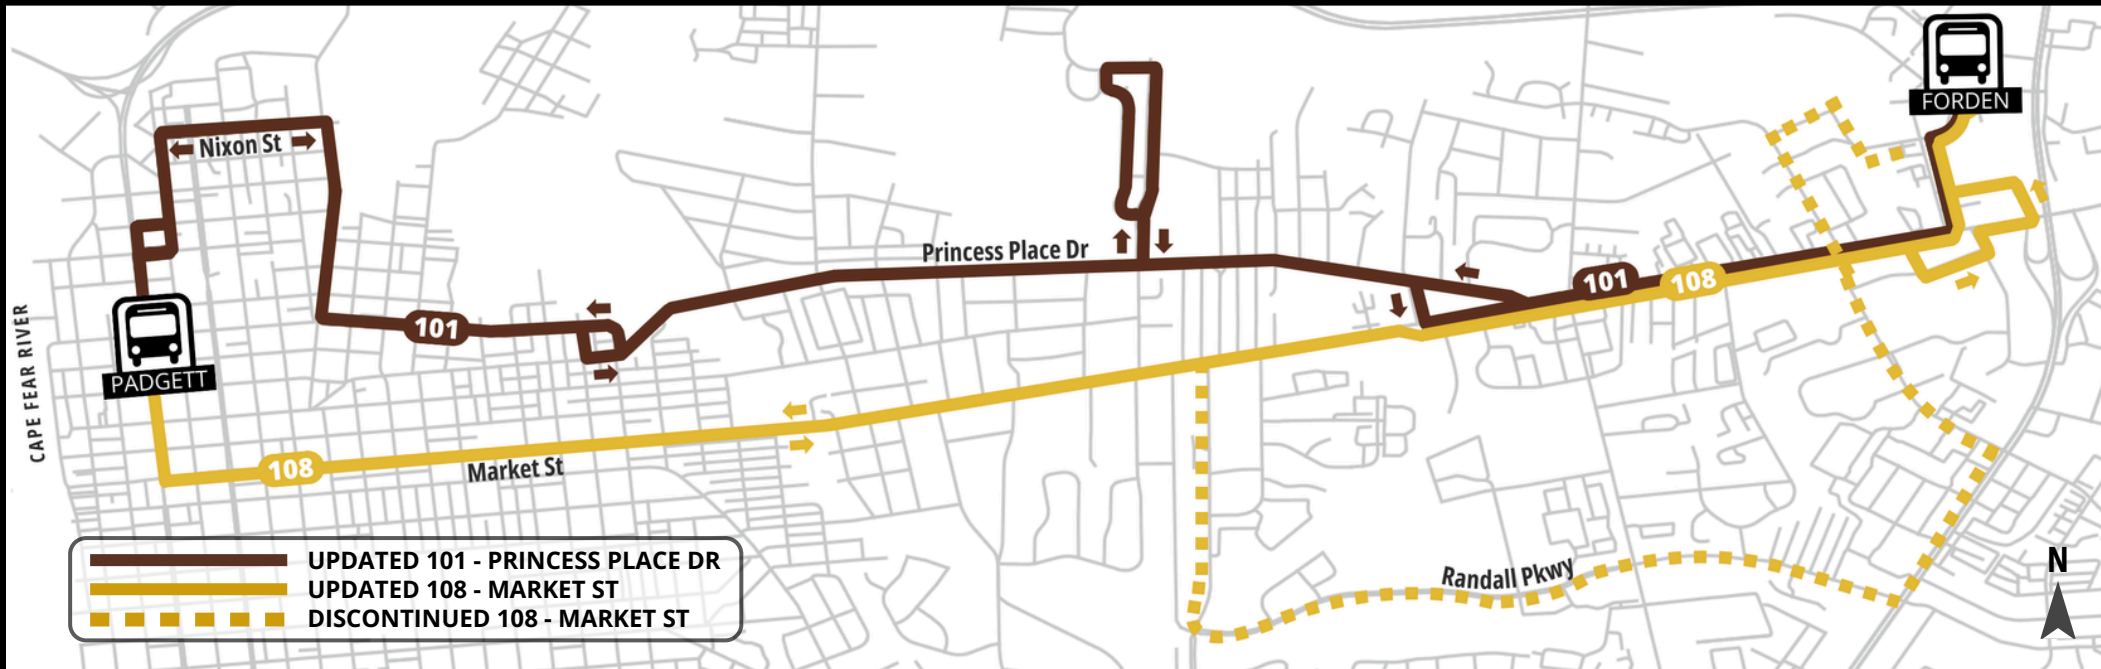 FORDEN
Nixon St
Princess Place Dr
101
108
CAPE FEAR RIVER
101
PADGETT
108
Market St
Randall Pkwy
N
UPDATED 101 - PRINCESS PLACE DR
UPDATED 108 - MARKET ST
DISCONTINUED 108 - MARKET ST